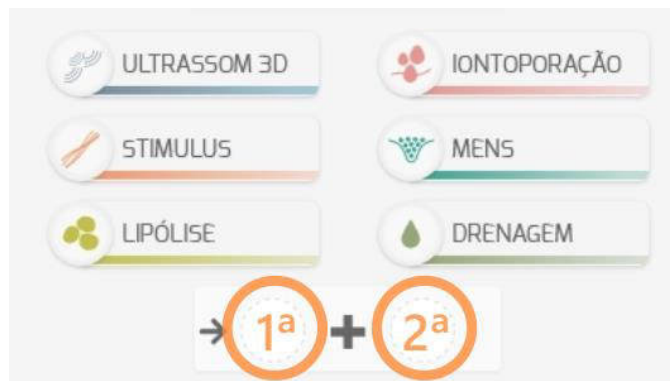 ULTRASSOM 3D
IONTOPORAÇÃO
STIMULUS
MENS
LIPÓLISE
DRENAGEM
→ 1ª + 2ª